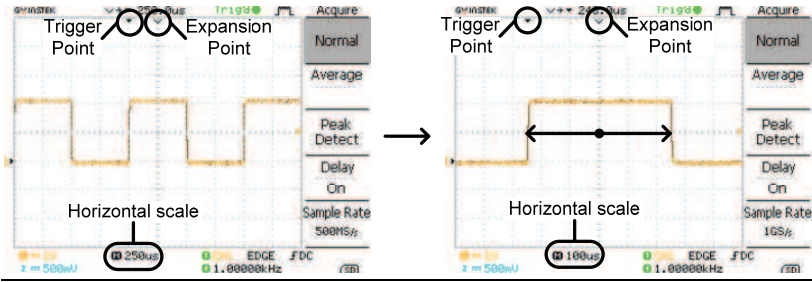 GWINSTEK Trig'd Acquire
Trigger Point
Expansion Point
Normal
Average
Peak Detect
Delay On
Sample Rate 500MS/s
Horizontal scale
M 250us
EDGE DC
2 500mV
1.00000kHz
GWINSTEK Trig'd Acquire
Trigger Point
Expansion Point
Normal
Average
Peak Detect
Delay On
Sample Rate 1GS/s
Horizontal scale
M 100us
EDGE DC
2 500mV
1.00000kHz